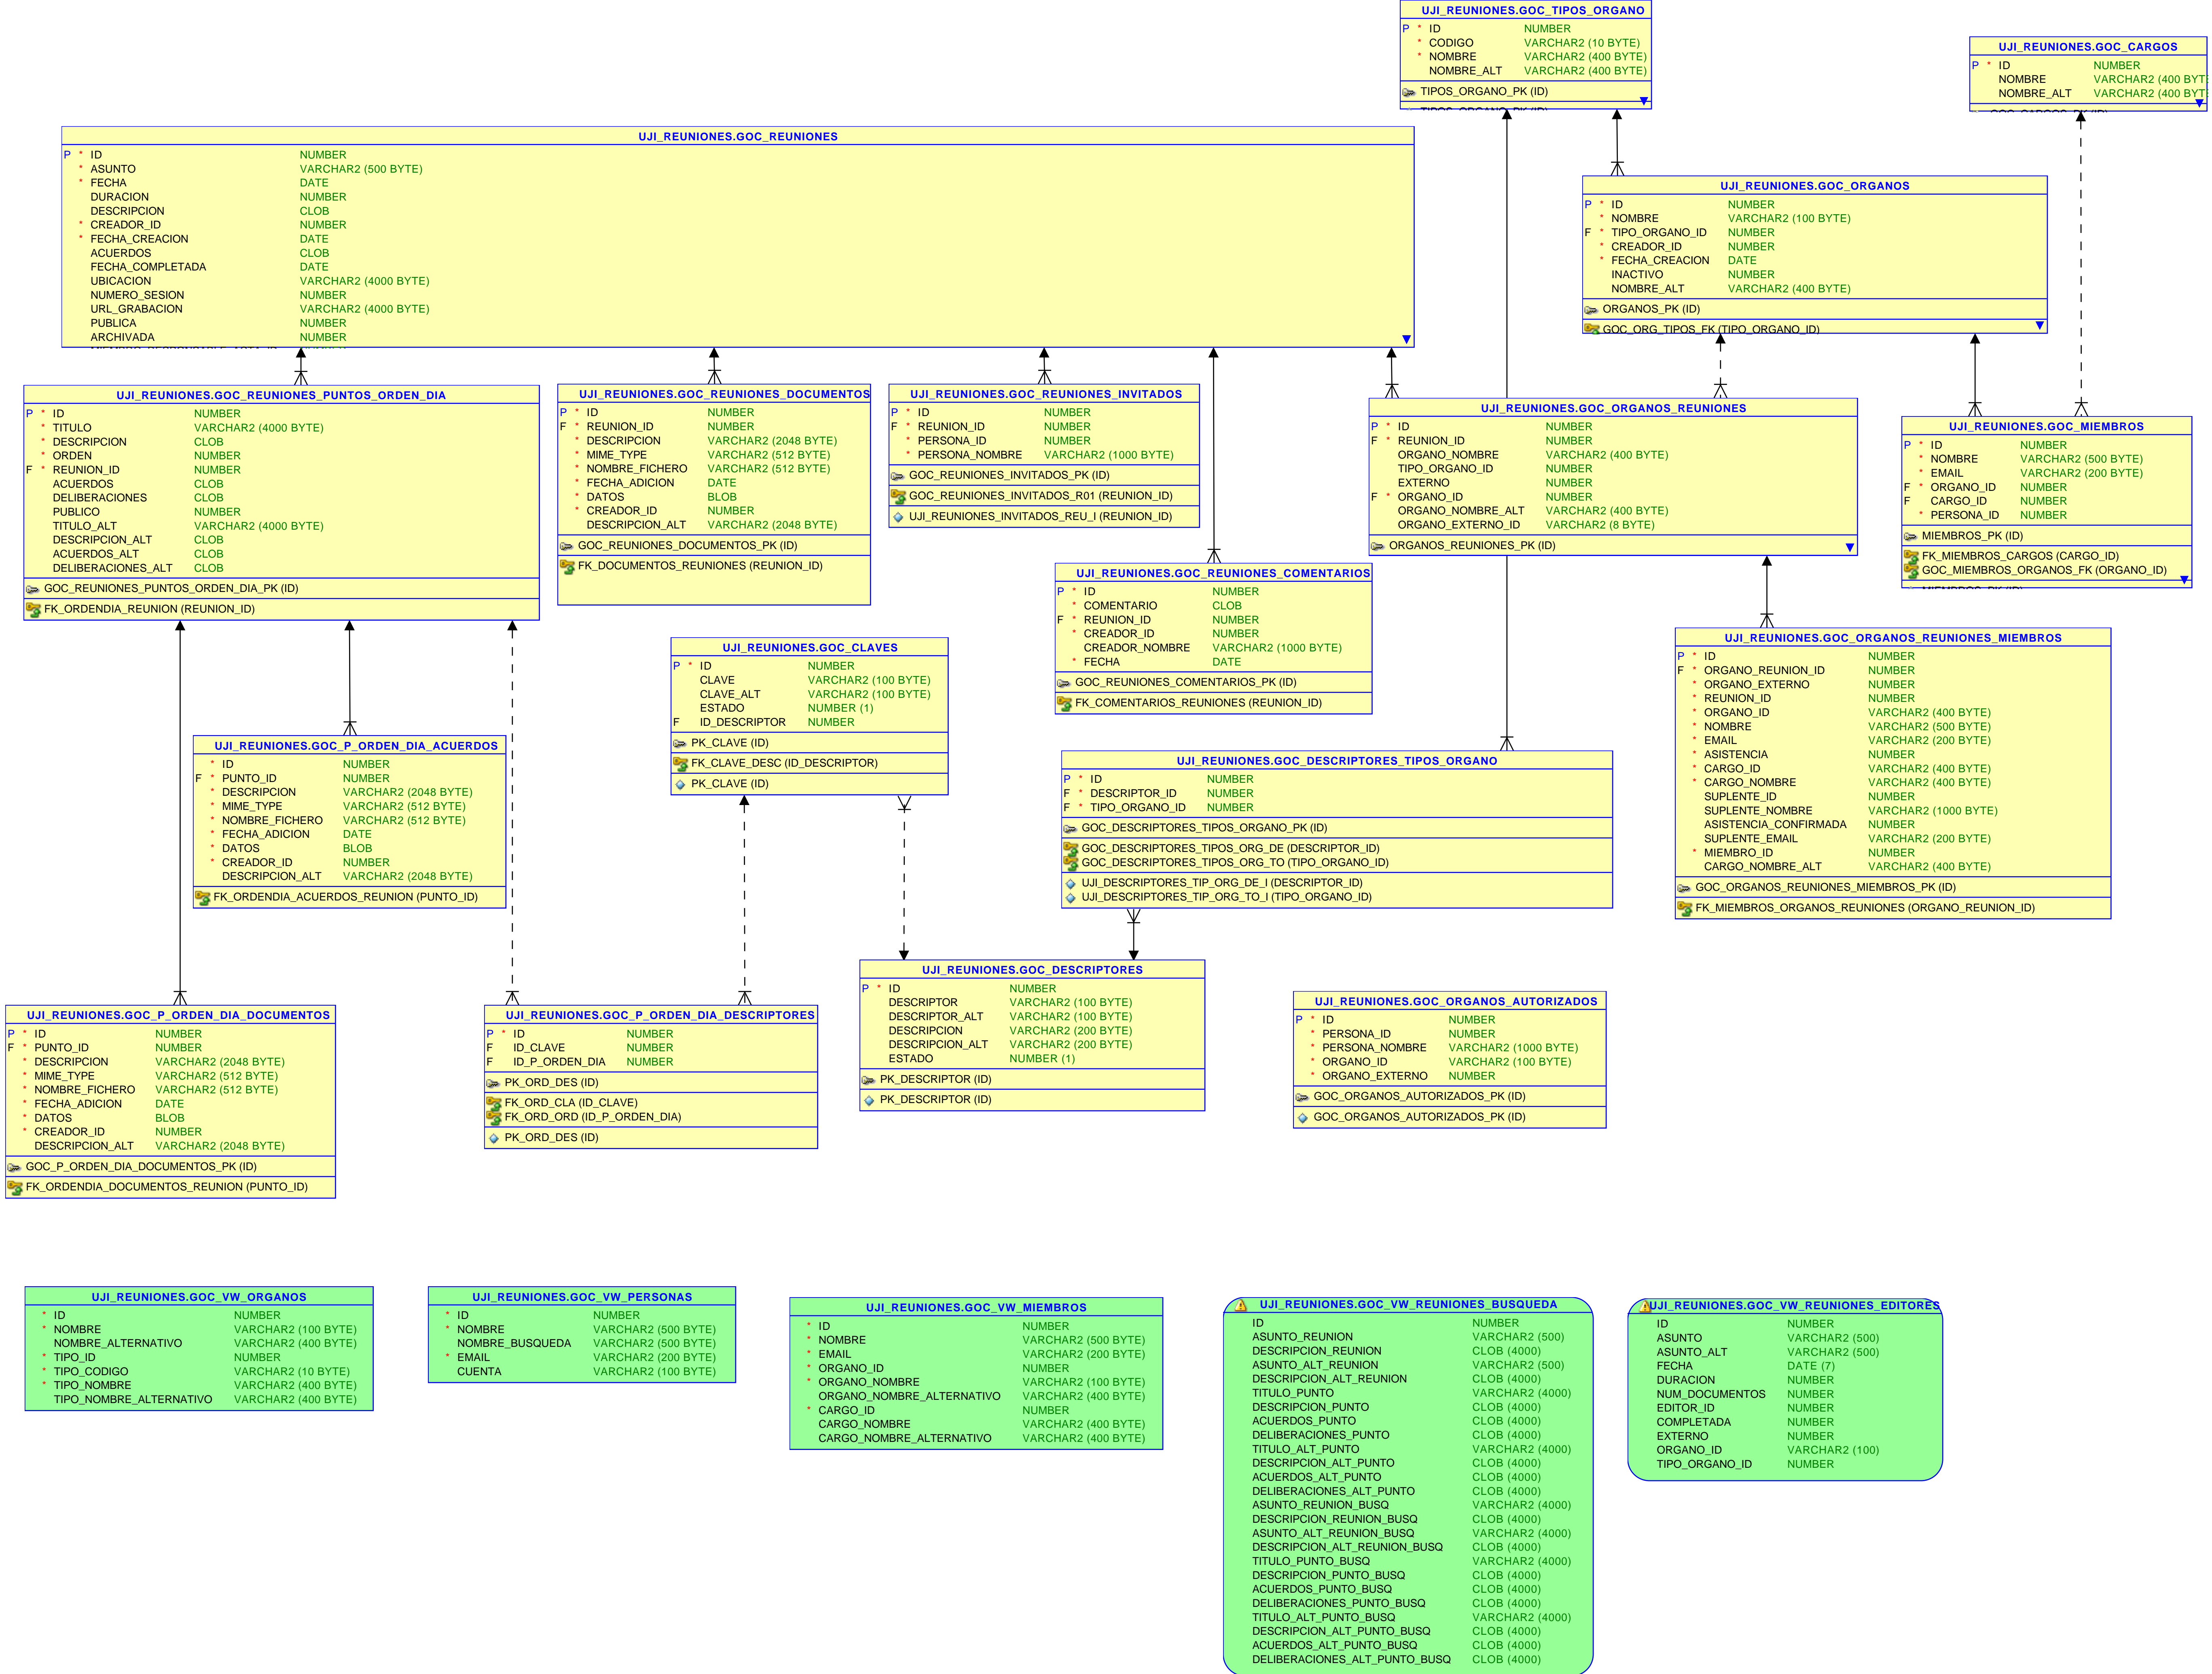 UJI_REUNIONES.GOC_TIPOS_ORGANO
P * ID NUMBER
* CODIGO VARCHAR2 (10 BYTE)
* NOMBRE VARCHAR2 (400 BYTE)
NOMBRE_ALT VARCHAR2 (400 BYTE)
TIPOS_ORGANO_PK (ID)
UJI_REUNIONES.GOC_CARGOS
P * ID NUMBER
NOMBRE VARCHAR2 (400 BYT
NOMBRE_ALT VARCHAR2 (400 BYT
UJI_REUNIONES.GOC_REUNIONES
P * ID NUMBER
* ASUNTO VARCHAR2 (500 BYTE)
* FECHA DATE
DURACION NUMBER
DESCRIPCION CLOB
* CREADOR_ID NUMBER
* FECHA_CREACION DATE
ACUERDOS CLOB
FECHA_COMPLETADA DATE
UBICACION VARCHAR2 (4000 BYTE)
NUMERO_SESION NUMBER
URL_GRABACION VARCHAR2 (4000 BYTE)
PUBLICA NUMBER
ARCHIVADA NUMBER
UJI_REUNIONES.GOC_ORGANOS
P * ID NUMBER
* NOMBRE VARCHAR2 (100 BYTE)
F * TIPO_ORGANO_ID NUMBER
* CREADOR_ID NUMBER
* FECHA_CREACION DATE
INACTIVO NUMBER
NOMBRE_ALT VARCHAR2 (400 BYTE)
ORGANOS_PK (ID)
GOC_ORG_TIPOS_FK (TIPO_ORGANO_ID)
UJI_REUNIONES.GOC_REUNIONES_PUNTOS_ORDEN_DIA
P * ID NUMBER
* TITULO VARCHAR2 (4000 BYTE)
* DESCRIPCION CLOB
* ORDEN NUMBER
F * REUNION_ID NUMBER
ACUERDOS CLOB
DELIBERACIONES CLOB
PUBLICO NUMBER
TITULO_ALT VARCHAR2 (4000 BYTE)
DESCRIPCION_ALT CLOB
ACUERDOS_ALT CLOB
DELIBERACIONES_ALT CLOB
GOC_REUNIONES_PUNTOS_ORDEN_DIA_PK (ID)
FK_ORDENDIA_REUNION (REUNION_ID)
UJI_REUNIONES.GOC_REUNIONES_DOCUMENTOS
P * ID NUMBER
F * REUNION_ID NUMBER
* DESCRIPCION VARCHAR2 (2048 BYTE)
* MIME_TYPE VARCHAR2 (512 BYTE)
* NOMBRE_FICHERO VARCHAR2 (512 BYTE)
* FECHA_ADICION DATE
* DATOS BLOB
* CREADOR_ID NUMBER
DESCRIPCION_ALT VARCHAR2 (2048 BYTE)
GOC_REUNIONES_DOCUMENTOS_PK (ID)
FK_DOCUMENTOS_REUNIONES (REUNION_ID)
UJI_REUNIONES.GOC_REUNIONES_INVITADOS
P * ID NUMBER
F * REUNION_ID NUMBER
* PERSONA_ID NUMBER
* PERSONA_NOMBRE VARCHAR2 (1000 BYTE)
GOC_REUNIONES_INVITADOS_PK (ID)
GOC_REUNIONES_INVITADOS_R01 (REUNION_ID)
UJI_REUNIONES_INVITADOS_REU_I (REUNION_ID)
UJI_REUNIONES.GOC_ORGANOS_REUNIONES
P * ID NUMBER
F * REUNION_ID NUMBER
ORGANO_NOMBRE VARCHAR2 (400 BYTE)
TIPO_ORGANO_ID NUMBER
EXTERNO NUMBER
F * ORGANO_ID NUMBER
ORGANO_NOMBRE_ALT VARCHAR2 (400 BYTE)
ORGANO_EXTERNO_ID VARCHAR2 (8 BYTE)
ORGANOS_REUNIONES_PK (ID)
UJI_REUNIONES.GOC_MIEMBROS
P * ID NUMBER
* NOMBRE VARCHAR2 (500 BYTE)
* EMAIL VARCHAR2 (200 BYTE)
F * ORGANO_ID NUMBER
F CARGO_ID NUMBER
* PERSONA_ID NUMBER
MIEMBROS_PK (ID)
FK_MIEMBROS_CARGOS (CARGO_ID)
GOC_MIEMBROS_ORGANOS_FK (ORGANO_ID)
UJI_REUNIONES.GOC_REUNIONES_COMENTARIOS
P * ID NUMBER
* COMENTARIO CLOB
F * REUNION_ID NUMBER
* CREADOR_ID NUMBER
CREADOR_NOMBRE VARCHAR2 (1000 BYTE)
* FECHA DATE
GOC_REUNIONES_COMENTARIOS_PK (ID)
FK_COMENTARIOS_REUNIONES (REUNION_ID)
UJI_REUNIONES.GOC_CLAVES
P * ID NUMBER
CLAVE VARCHAR2 (100 BYTE)
CLAVE_ALT VARCHAR2 (100 BYTE)
ESTADO NUMBER (1)
F ID_DESCRIPTOR NUMBER
PK_CLAVE (ID)
FK_CLAVE_DESC (ID_DESCRIPTOR)
PK_CLAVE (ID)
UJI_REUNIONES.GOC_ORGANOS_REUNIONES_MIEMBROS
P * ID NUMBER
F * ORGANO_REUNION_ID NUMBER
* ORGANO_EXTERNO NUMBER
* REUNION_ID NUMBER
* ORGANO_ID VARCHAR2 (400 BYTE)
* NOMBRE VARCHAR2 (500 BYTE)
* EMAIL VARCHAR2 (200 BYTE)
* ASISTENCIA NUMBER
* CARGO_ID VARCHAR2 (400 BYTE)
* CARGO_NOMBRE VARCHAR2 (400 BYTE)
SUPLENTE_ID NUMBER
SUPLENTE_NOMBRE VARCHAR2 (1000 BYTE)
ASISTENCIA_CONFIRMADA NUMBER
SUPLENTE_EMAIL VARCHAR2 (200 BYTE)
* MIEMBRO_ID NUMBER
CARGO_NOMBRE_ALT VARCHAR2 (400 BYTE)
GOC_ORGANOS_REUNIONES_MIEMBROS_PK (ID)
FK_MIEMBROS_ORGANOS_REUNIONES (ORGANO_REUNION_ID)
UJI_REUNIONES.GOC_P_ORDEN_DIA_ACUERDOS
* ID NUMBER
F * PUNTO_ID NUMBER
* DESCRIPCION VARCHAR2 (2048 BYTE)
* MIME_TYPE VARCHAR2 (512 BYTE)
* NOMBRE_FICHERO VARCHAR2 (512 BYTE)
* FECHA_ADICION DATE
* DATOS BLOB
* CREADOR_ID NUMBER
DESCRIPCION_ALT VARCHAR2 (2048 BYTE)
FK_ORDENDIA_ACUERDOS_REUNION (PUNTO_ID)
UJI_REUNIONES.GOC_DESCRIPTORES_TIPOS_ORGANO
P * ID NUMBER
F * DESCRIPTOR_ID NUMBER
F * TIPO_ORGANO_ID NUMBER
GOC_DESCRIPTORES_TIPOS_ORGANO_PK (ID)
GOC_DESCRIPTORES_TIPOS_ORG_DE (DESCRIPTOR_ID)
GOC_DESCRIPTORES_TIPOS_ORG_TO (TIPO_ORGANO_ID)
UJI_DESCRIPTORES_TIP_ORG_DE_I (DESCRIPTOR_ID)
UJI_DESCRIPTORES_TIP_ORG_TO_I (TIPO_ORGANO_ID)
UJI_REUNIONES.GOC_P_ORDEN_DIA_DOCUMENTOS
P * ID NUMBER
F * PUNTO_ID NUMBER
* DESCRIPCION VARCHAR2 (2048 BYTE)
* MIME_TYPE VARCHAR2 (512 BYTE)
* NOMBRE_FICHERO VARCHAR2 (512 BYTE)
* FECHA_ADICION DATE
* DATOS BLOB
* CREADOR_ID NUMBER
DESCRIPCION_ALT VARCHAR2 (2048 BYTE)
GOC_P_ORDEN_DIA_DOCUMENTOS_PK (ID)
FK_ORDENDIA_DOCUMENTOS_REUNION (PUNTO_ID)
UJI_REUNIONES.GOC_P_ORDEN_DIA_DESCRIPTORES
P * ID NUMBER
F ID_CLAVE NUMBER
F ID_P_ORDEN_DIA NUMBER
PK_ORD_DES (ID)
FK_ORD_CLA (ID_CLAVE)
FK_ORD_ORD (ID_P_ORDEN_DIA)
PK_ORD_DES (ID)
UJI_REUNIONES.GOC_DESCRIPTORES
P * ID NUMBER
DESCRIPTOR VARCHAR2 (100 BYTE)
DESCRIPTOR_ALT VARCHAR2 (100 BYTE)
DESCRIPCION VARCHAR2 (200 BYTE)
DESCRIPCION_ALT VARCHAR2 (200 BYTE)
ESTADO NUMBER (1)
PK_DESCRIPTOR (ID)
PK_DESCRIPTOR (ID)
UJI_REUNIONES.GOC_ORGANOS_AUTORIZADOS
P * ID NUMBER
* PERSONA_ID NUMBER
* PERSONA_NOMBRE VARCHAR2 (1000 BYTE)
* ORGANO_ID VARCHAR2 (100 BYTE)
* ORGANO_EXTERNO NUMBER
GOC_ORGANOS_AUTORIZADOS_PK (ID)
GOC_ORGANOS_AUTORIZADOS_PK (ID)
UJI_REUNIONES.GOC_VW_ORGANOS
* ID NUMBER
* NOMBRE VARCHAR2 (100 BYTE)
NOMBRE_ALTERNATIVO VARCHAR2 (400 BYTE)
* TIPO_ID NUMBER
* TIPO_CODIGO VARCHAR2 (10 BYTE)
* TIPO_NOMBRE VARCHAR2 (400 BYTE)
TIPO_NOMBRE_ALTERNATIVO VARCHAR2 (400 BYTE)
UJI_REUNIONES.GOC_VW_PERSONAS
* ID NUMBER
* NOMBRE VARCHAR2 (500 BYTE)
NOMBRE_BUSQUEDA VARCHAR2 (500 BYTE)
* EMAIL VARCHAR2 (200 BYTE)
CUENTA VARCHAR2 (100 BYTE)
UJI_REUNIONES.GOC_VW_MIEMBROS
* ID NUMBER
* NOMBRE VARCHAR2 (500 BYTE)
* EMAIL VARCHAR2 (200 BYTE)
* ORGANO_ID NUMBER
* ORGANO_NOMBRE VARCHAR2 (100 BYTE)
ORGANO_NOMBRE_ALTERNATIVO VARCHAR2 (400 BYTE)
* CARGO_ID NUMBER
CARGO_NOMBRE VARCHAR2 (400 BYTE)
CARGO_NOMBRE_ALTERNATIVO VARCHAR2 (400 BYTE)
UJI_REUNIONES.GOC_VW_REUNIONES_BUSQUEDA
ID NUMBER
ASUNTO_REUNION VARCHAR2 (500)
DESCRIPCION_REUNION CLOB (4000)
ASUNTO_ALT_REUNION VARCHAR2 (500)
DESCRIPCION_ALT_REUNION CLOB (4000)
TITULO_PUNTO VARCHAR2 (4000)
DESCRIPCION_PUNTO CLOB (4000)
ACUERDOS_PUNTO CLOB (4000)
DELIBERACIONES_PUNTO CLOB (4000)
TITULO_ALT_PUNTO VARCHAR2 (4000)
DESCRIPCION_ALT_PUNTO CLOB (4000)
ACUERDOS_ALT_PUNTO CLOB (4000)
DELIBERACIONES_ALT_PUNTO CLOB (4000)
ASUNTO_REUNION_BUSQ VARCHAR2 (4000)
DESCRIPCION_REUNION_BUSQ CLOB (4000)
ASUNTO_ALT_REUNION_BUSQ VARCHAR2 (4000)
DESCRIPCION_ALT_REUNION_BUSQ CLOB (4000)
TITULO_PUNTO_BUSQ VARCHAR2 (4000)
DESCRIPCION_PUNTO_BUSQ CLOB (4000)
ACUERDOS_PUNTO_BUSQ CLOB (4000)
DELIBERACIONES_PUNTO_BUSQ CLOB (4000)
TITULO_ALT_PUNTO_BUSQ VARCHAR2 (4000)
DESCRIPCION_ALT_PUNTO_BUSQ CLOB (4000)
ACUERDOS_ALT_PUNTO_BUSQ CLOB (4000)
DELIBERACIONES_ALT_PUNTO_BUSQ CLOB (4000)
UJI_REUNIONES.GOC_VW_REUNIONES_EDITORES
ID NUMBER
ASUNTO VARCHAR2 (500)
ASUNTO_ALT VARCHAR2 (500)
FECHA DATE (7)
DURACION NUMBER
NUM_DOCUMENTOS NUMBER
EDITOR_ID NUMBER
COMPLETADA NUMBER
EXTERNO NUMBER
ORGANO_ID VARCHAR2 (100)
TIPO_ORGANO_ID NUMBER